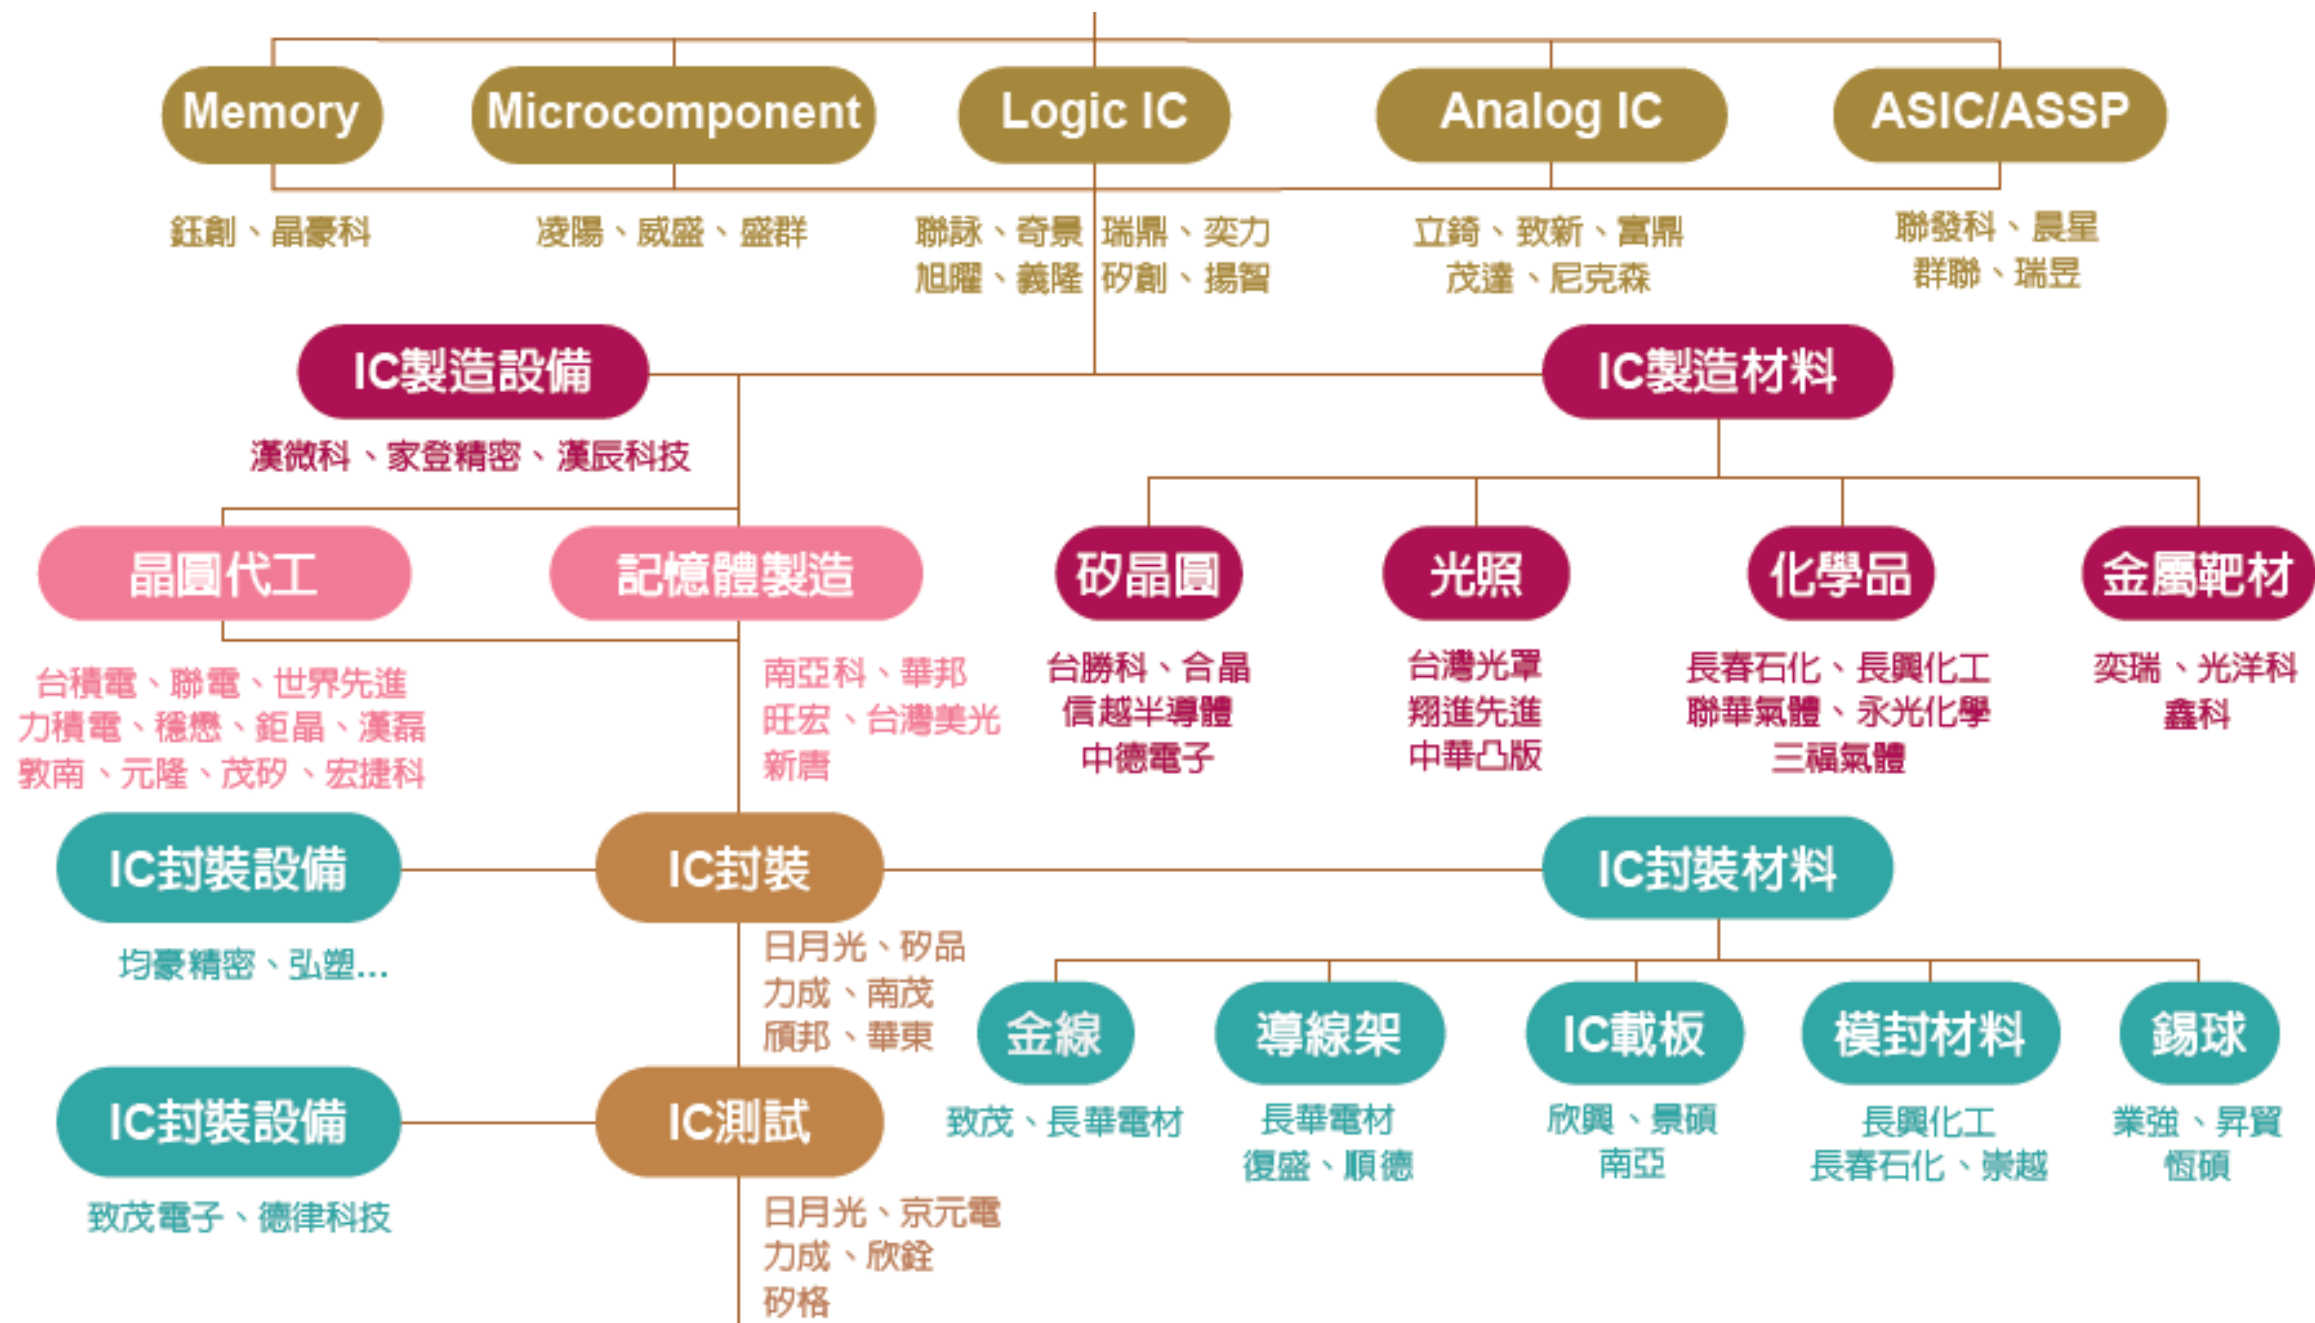 Memory
Microcomponent
Logic IC
Analog IC
ASIC/ASSP
鈺創、晶豪科
凌陽、威盛、盛群
聯詠、奇景 瑞鼎、奕力
旭曜、義隆 矽創、揚智
立錡、致新、富鼎
茂達、尼克森
聯發科、晨星
群聯、瑞昱
IC製造設備
漢微科、家登精密、漢辰科技
IC製造材料
晶圓代工
記憶體製造
矽晶圓
光照
化學品
金屬靶材
台積電、聯電、世界先進
力積電、穩懋、鉅晶、漢磊
敦南、元隆、茂矽、宏捷科
南亞科、華邦
旺宏、台灣美光
新唐
台勝科、合晶
信越半導體
中德電子
台灣光罩
翔進先進
中華凸版
長春石化、長興化工
聯華氣體、永光化學
三福氣體
奕瑞、光洋科
鑫科
IC封裝設備
IC封裝
IC封裝材料
均豪精密、弘塑...
日月光、矽品
力成、南茂
頎邦、華東
金線
導線架
IC載板
模封材料
錫球
致茂、長華電材
長華電材
復盛、順德
欣興、景碩
南亞
長興化工
長春石化、崇越
業強、昇貿
恆碩
IC封裝設備
IC測試
致茂電子、德律科技
日月光、京元電
力成、欣銓
矽格